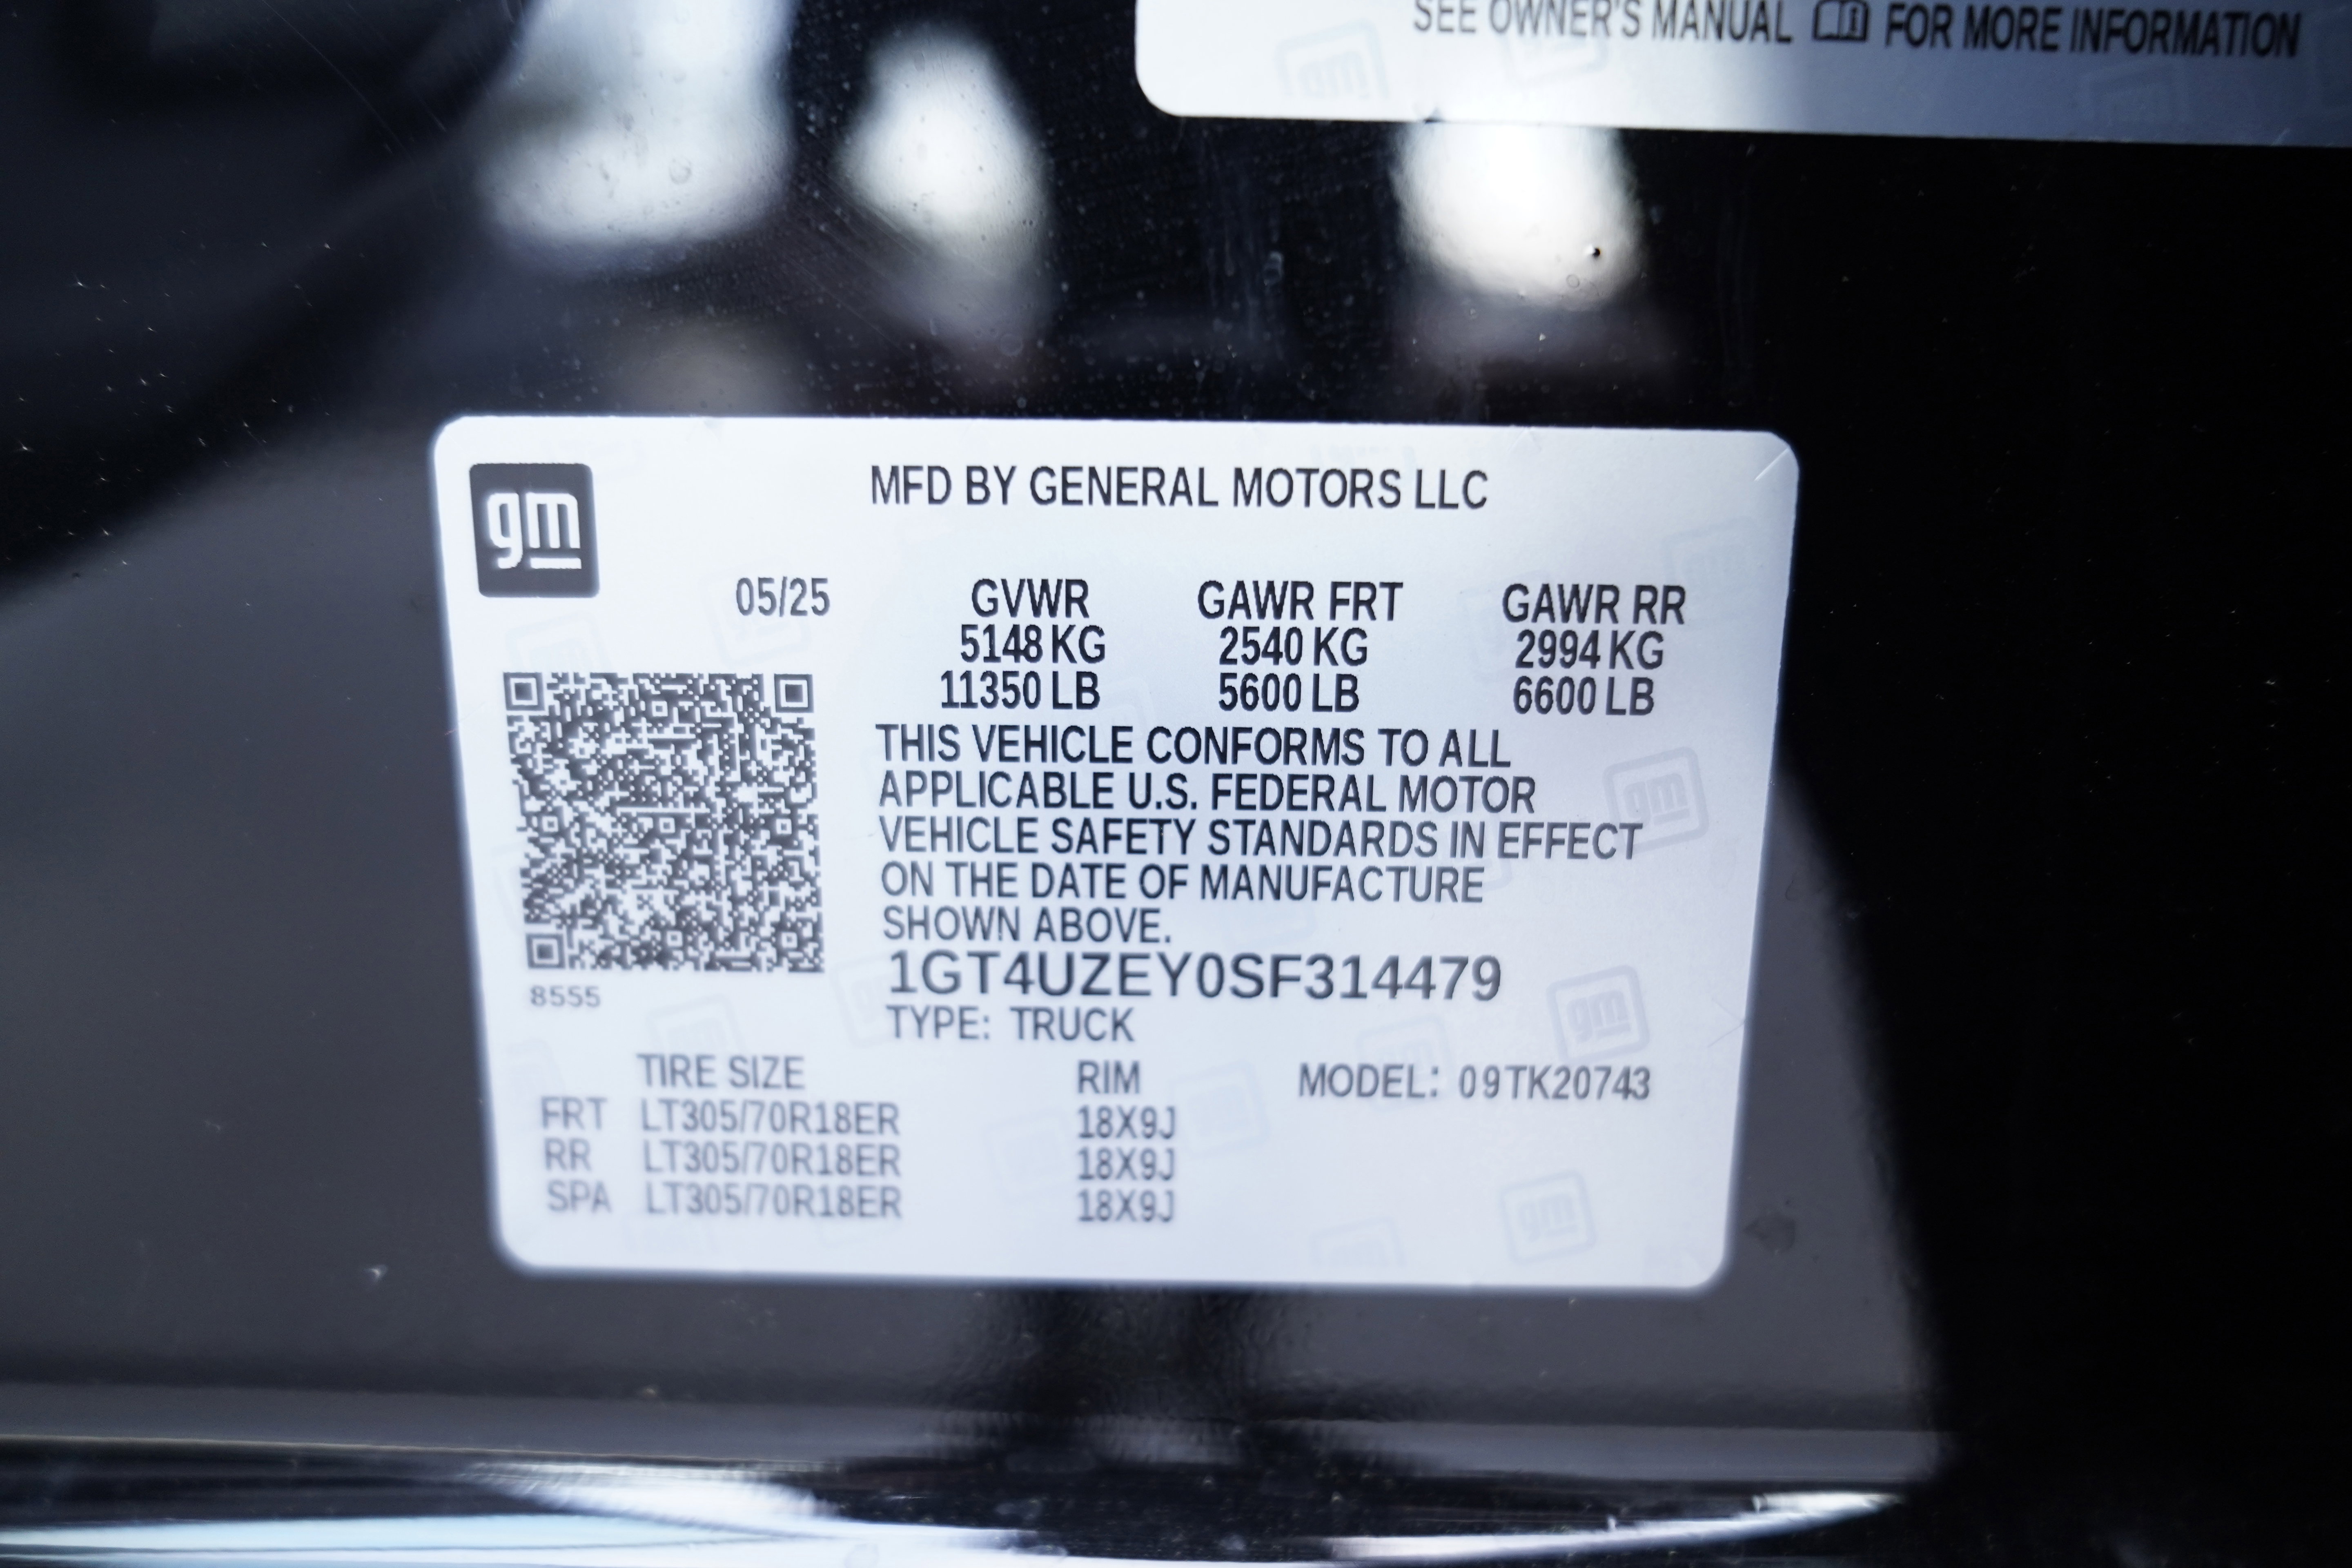 SEE OWNER'S MANUAL FOR MORE INFORMATION
gm
MFD BY GENERAL MOTORS LLC
05/25 GVWR GAWR FRT GAWR RR
5148 KG 2540 KG 2994 KG
11350 LB 5600 LB 6600 LB
THIS VEHICLE CONFORMS TO ALL
APPLICABLE U.S. FEDERAL MOTOR
VEHICLE SAFETY STANDARDS IN EFFECT
ON THE DATE OF MANUFACTURE
SHOWN ABOVE.
1GT4UZEY0SF314479
8555
TYPE: TRUCK
TIRE SIZE RIM MODEL: 09TK20743
FRT LT305/70R18ER 18X9J
RR LT305/70R18ER 18X9J
SPA LT305/70R18ER 18X9J